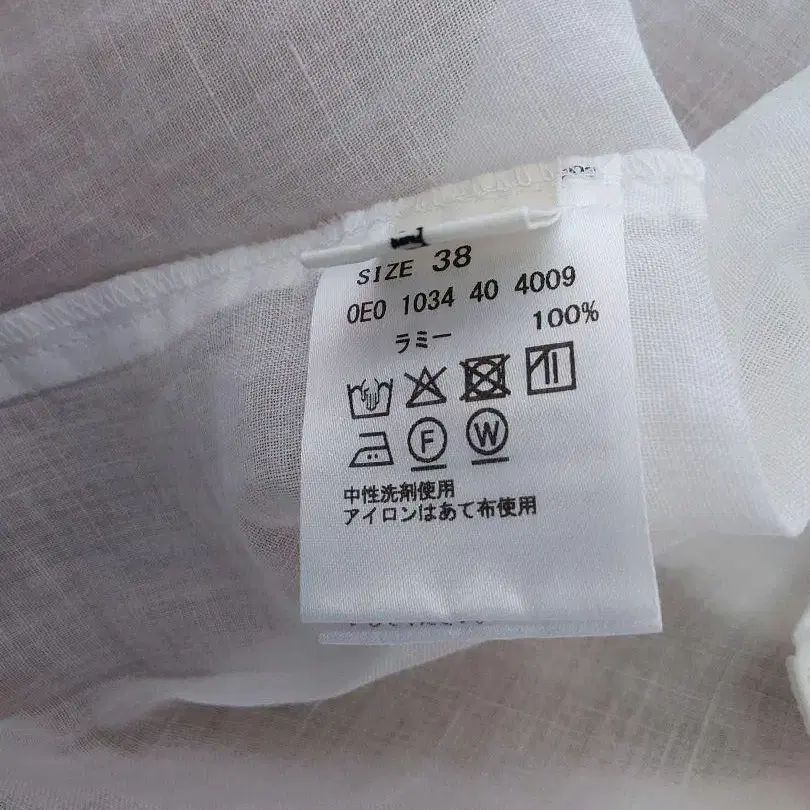 SIZE 38
0E0 1034 40 4009
ラミー 100%
F W
中性洗剤使用
アイロンはあて布使用